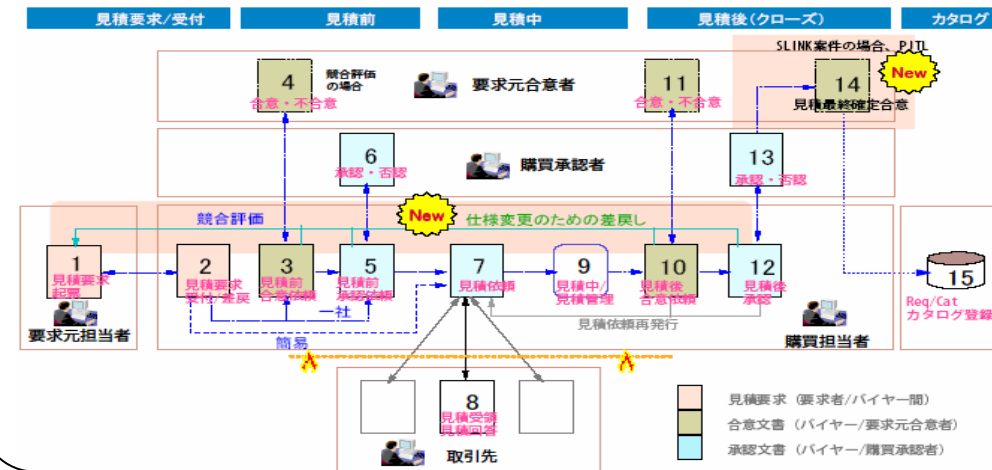 見積要求/受付
見積前
見積中
見積後(クローズ)
カタログ
SLINK案件の場合、PJTL
New
4
競合評価
の場合
合意・不合意
要求元合意者
11
合意・不合意
14
見積最終確定合意
6
承認・否認
購買承認者
13
承認・否認
競合評価
New
仕様変更のための差戻し
1
見積要求
起票
要求元担当者
2
見積要求
受付/差戻
3
見積前
合意依頼
5
見積前
承認依頼
7
見積依頼
9
見積中/
見積管理
10
見積後
合意依頼
12
見積後
承認
15
Req/Cat
カタログ登録
一社
簡易
見積依頼再発行
購買担当者
8
見積受領
見積回答
取引先
見積要求 (要求者/バイヤー間)
合意文書 (バイヤー/要求元合意者)
承認文書 (バイヤー/購買承認者)